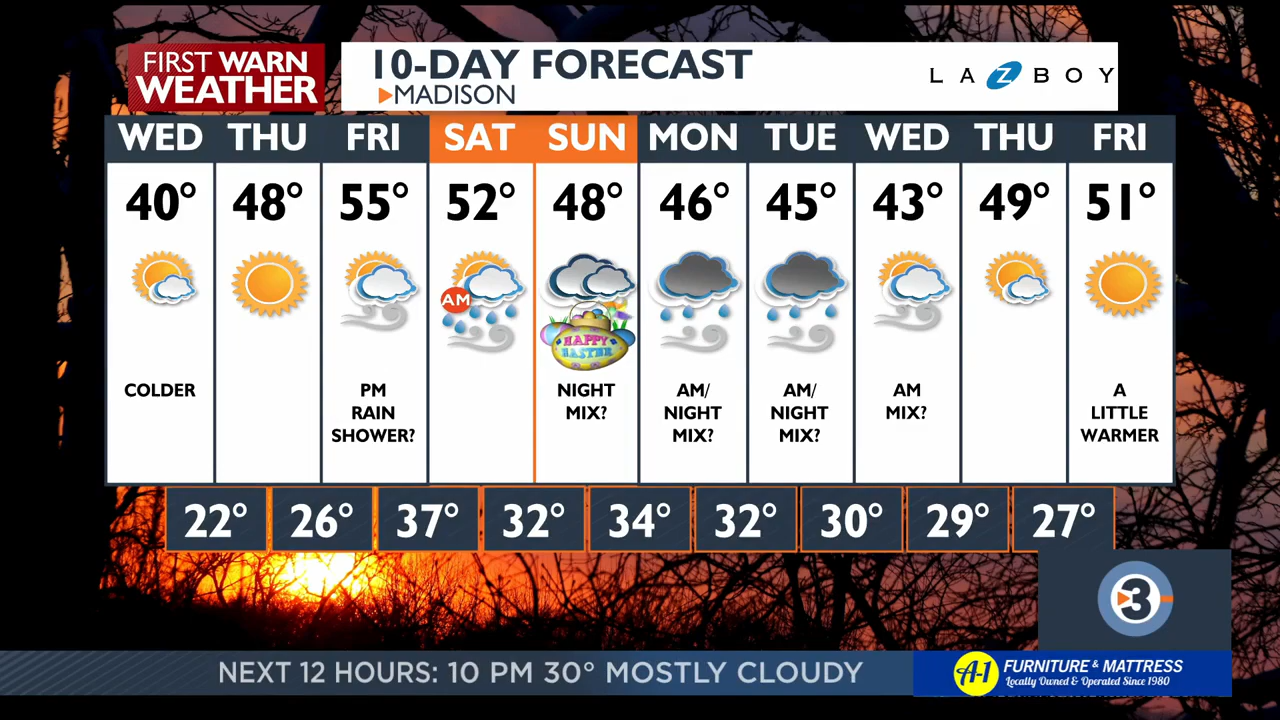 FIRST WARN
WEATHER
10-DAY FORECAST
MADISON
LA Z BOY
WED THU FRI SAT SUN MON TUE WED THU FRI
40° 48° 55° 52° 48° 46° 45° 43° 49° 51°
AM
HAPPY
EASTER
COLDER
PM
RAIN
SHOWER?
NIGHT
MIX?
AM/
NIGHT
MIX?
AM/
NIGHT
MIX?
AM
MIX?
A
LITTLE
WARMER
22° 26° 37° 32° 34° 32° 30° 29° 27°
3
NEXT 12 HOURS: 10 PM 30° MOSTLY CLOUDY
A-1
FURNITURE & MATTRESS
Locally Owned & Operated Since 1980